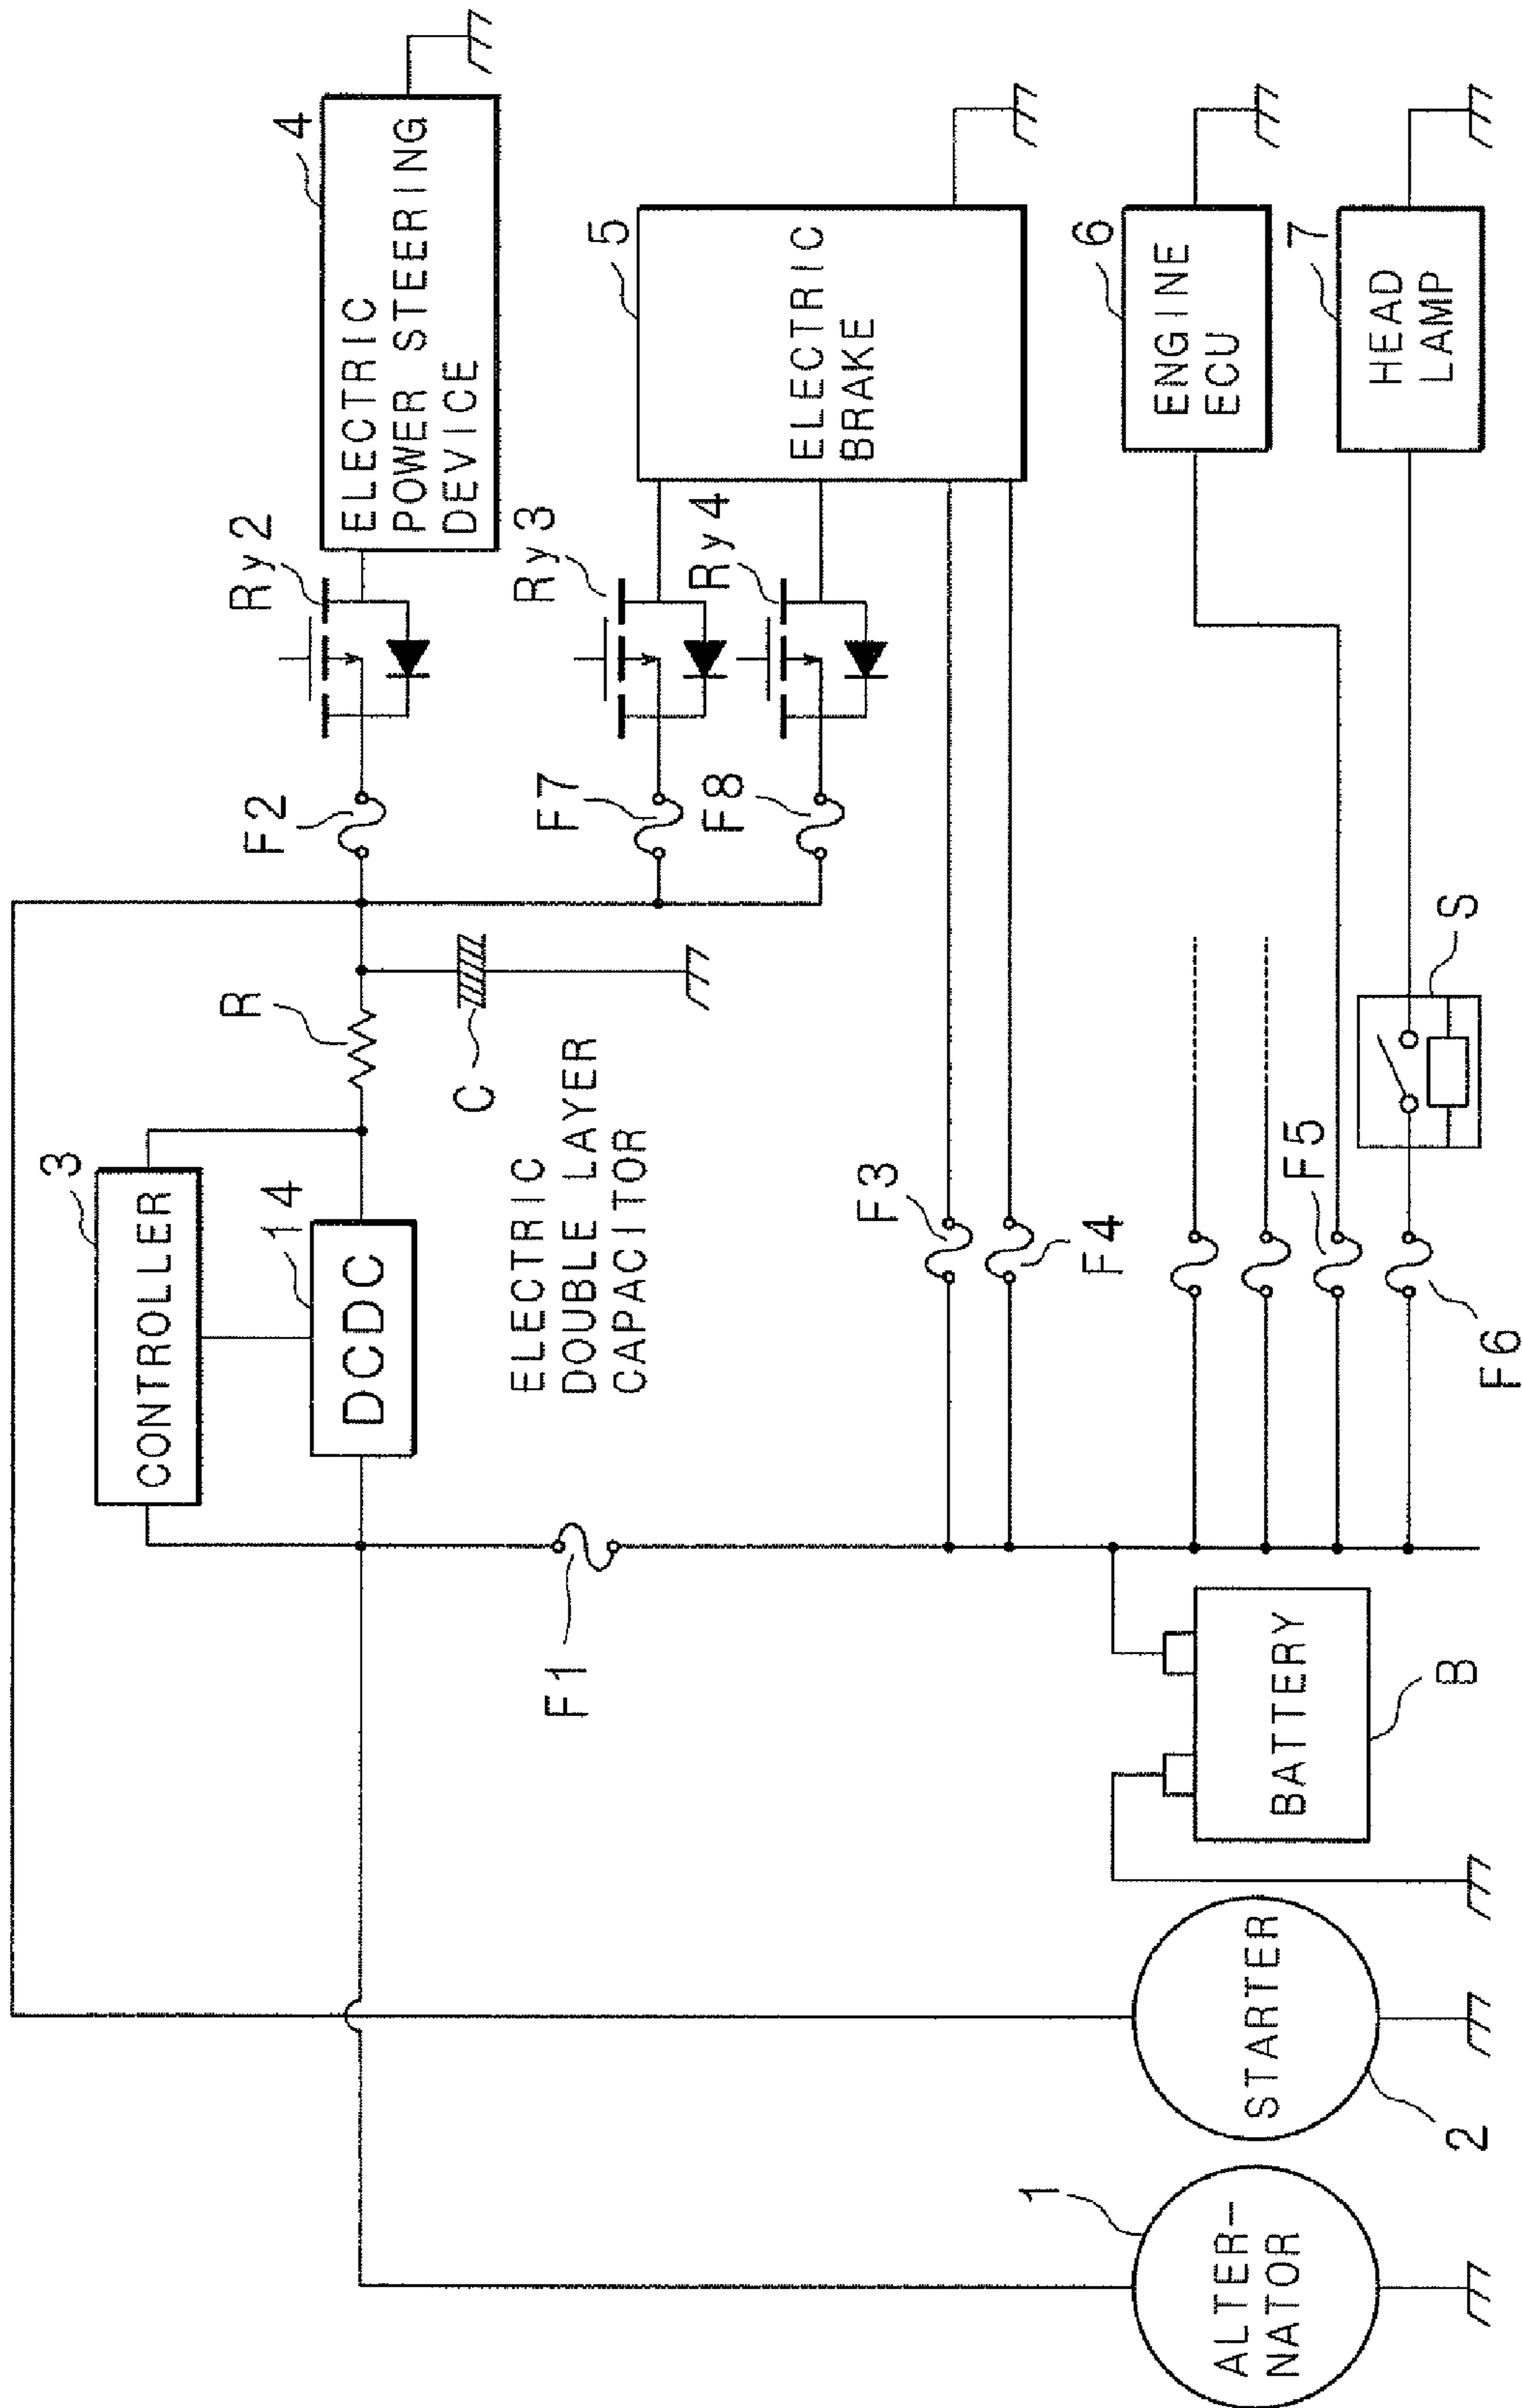 4
ELECTRIC
POWER STEERING
DEVICE
Ry2
F2
R
3
CONTROLLER
14
DCDC
C
ELECTRIC
DOUBLE LAYER
CAPACITOR
5
ELECTRIC
BRAKE
Ry3
Ry4
F7
F8
F1
F3
F4
6
ENGINE
ECU
7
HEAD
LAMP
F5
S
F6
BATTERY
B
STARTER
2
1
ALTER-
NATOR